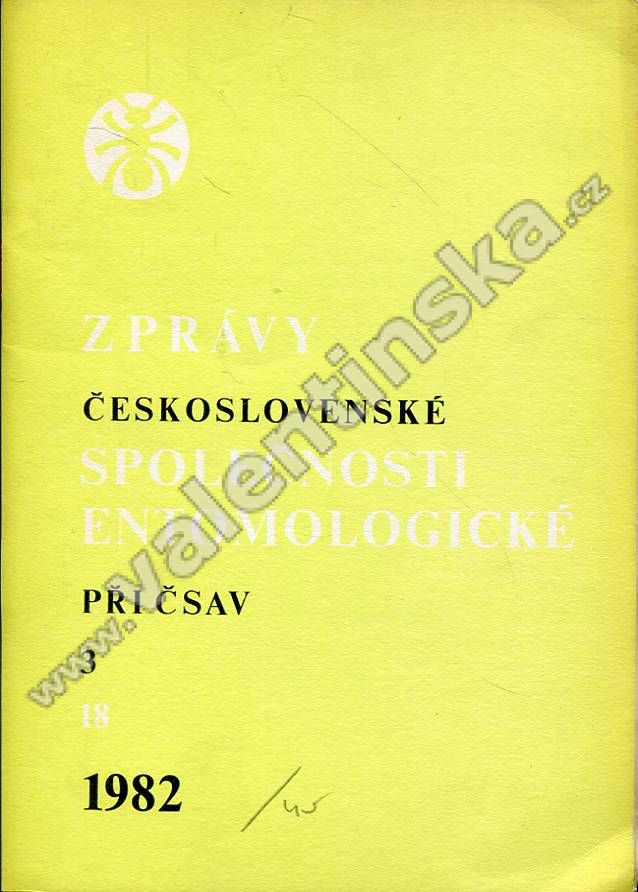 ZPRÁVY
ČESKOSLOVENSKÉ
SPOLEČNOSTI
ENTOMOLOGICKÉ
PŘI ČSAV
3
18
1982
www.valentinska.cz